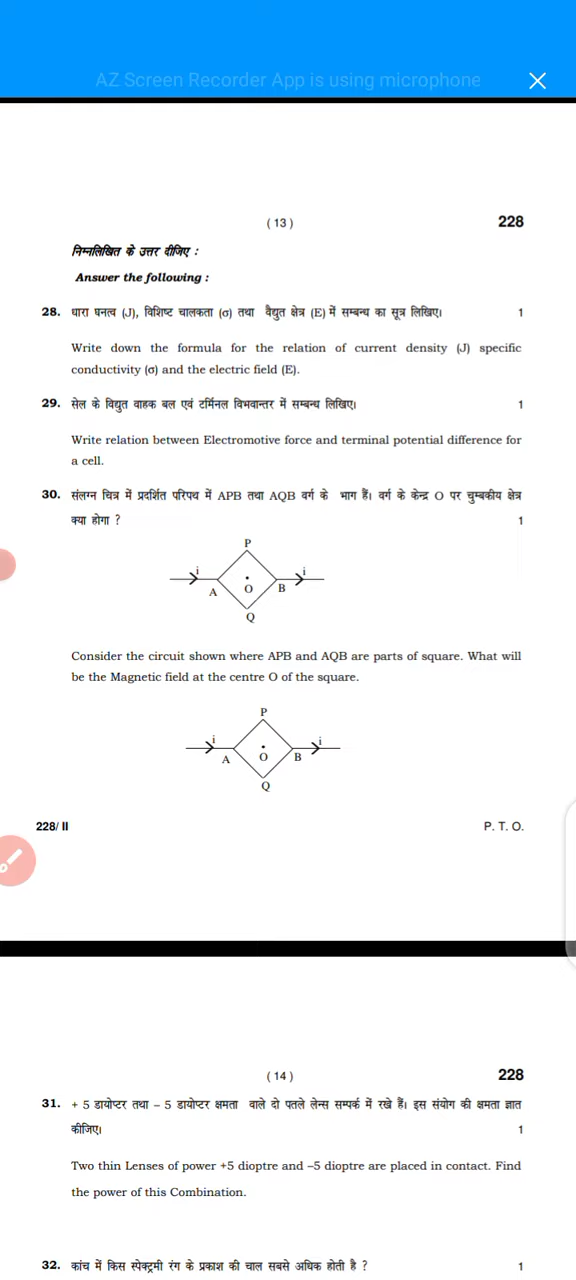 AZ Screen Recorder App is using microphone
( 13 )
228
निम्नलिखित के उत्तर दीजिए :
Answer the following :
28. धारा घनत्व (J), विशिष्ट चालकता (σ) तथा वैद्युत क्षेत्र (E) में सम्बन्ध का सूत्र लिखिए। 1
Write down the formula for the relation of current density (J) specific
conductivity (σ) and the electric field (E).
29. सेल के विद्युत वाहक बल एवं टर्मिनल विभवान्तर में सम्बन्ध लिखिए। 1
Write relation between Electromotive force and terminal potential difference for
a cell.
30. संलग्न चित्र में प्रदर्शित परिपथ में APB तथा AQB वर्ग के भाग हैं। वर्ग के केन्द्र O पर चुम्बकीय क्षेत्र
क्या होगा ? 1
P
i
i
A
O
B
Q
Consider the circuit shown where APB and AQB are parts of square. What will
be the Magnetic field at the centre O of the square.
P
i
i
A
O
B
Q
228/ II
P. T. O.
( 14 )
228
31. + 5 डायोप्टर तथा – 5 डायोप्टर क्षमता वाले दो पतले लेन्स सम्पर्क में रखे हैं। इस संयोग की क्षमता ज्ञात
कीजिए। 1
Two thin Lenses of power +5 dioptre and –5 dioptre are placed in contact. Find
the power of this Combination.
32. कांच में किस स्पेक्ट्रमी रंग के प्रकाश की चाल सबसे अधिक होती है ? 1